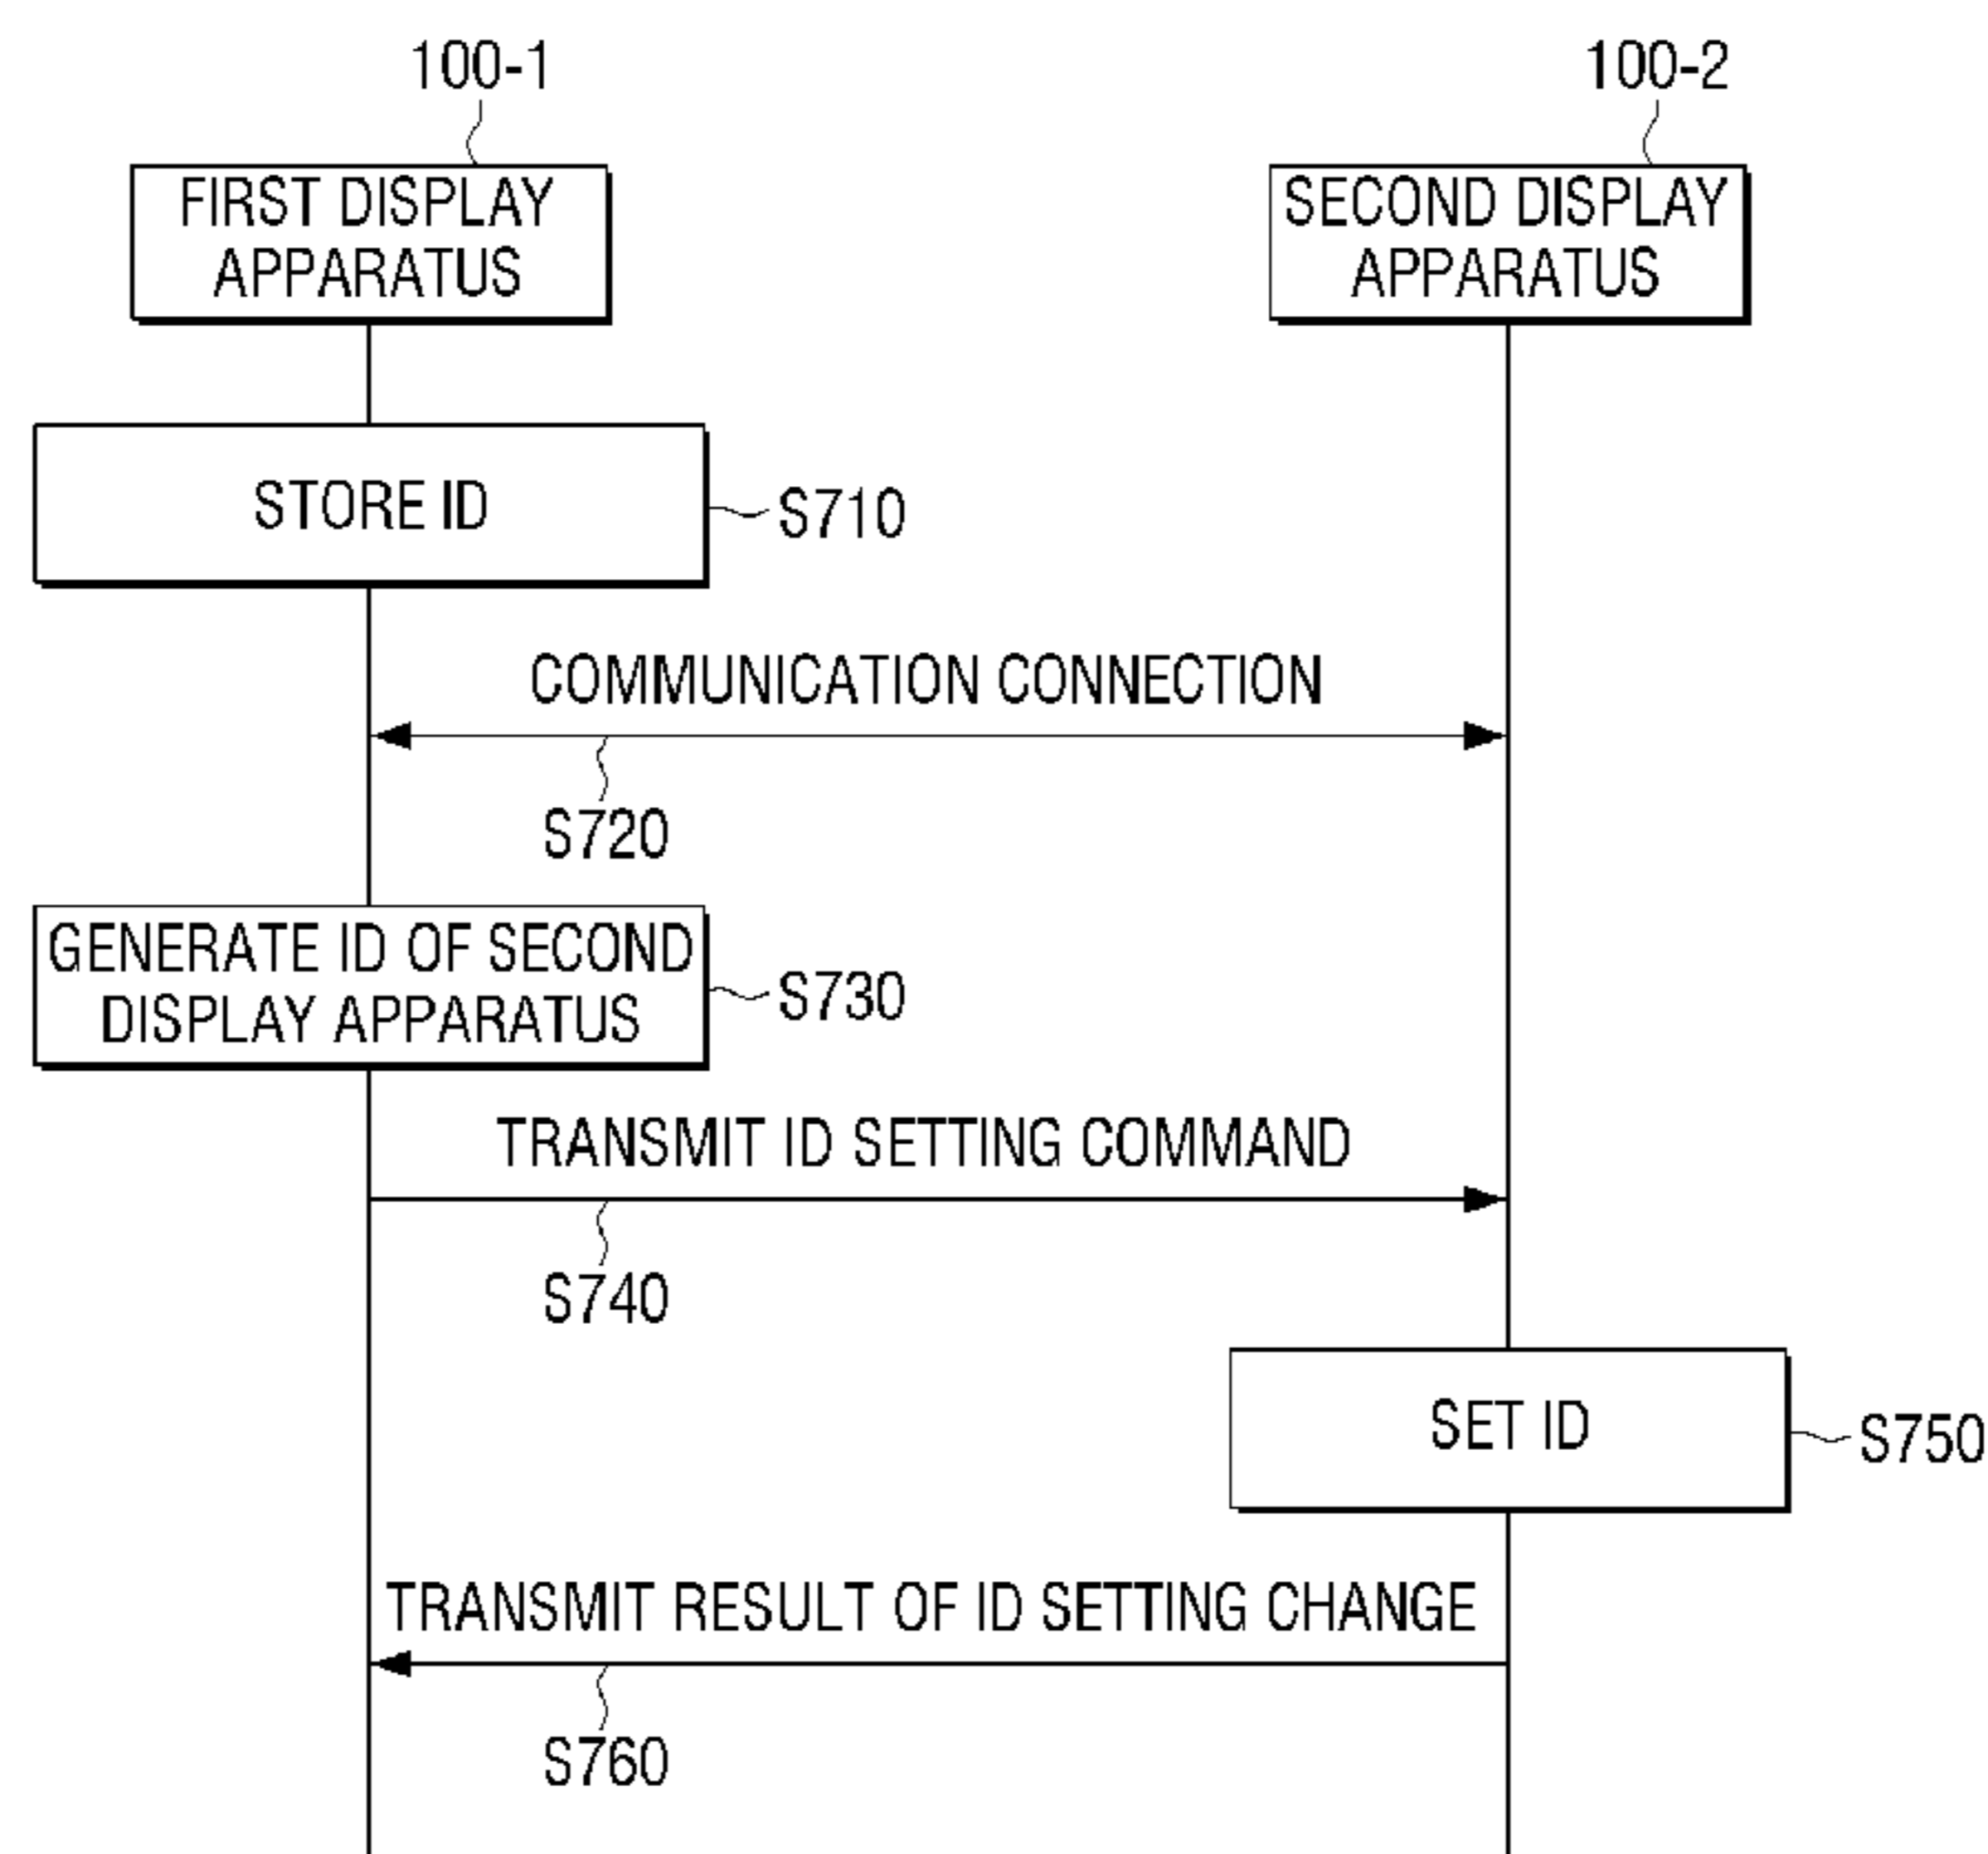 100-1
100-2
FIRST DISPLAY
APPARATUS
SECOND DISPLAY
APPARATUS
STORE ID
S710
COMMUNICATION CONNECTION
S720
GENERATE ID OF SECOND
DISPLAY APPARATUS
S730
TRANSMIT ID SETTING COMMAND
S740
SET ID
S750
TRANSMIT RESULT OF ID SETTING CHANGE
S760